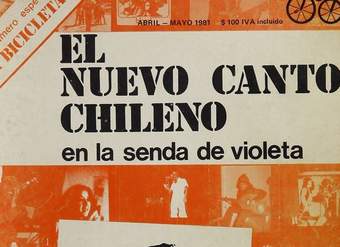 número espe
BICICLETA
ABRIL - MAYO 1981 $ 100 IVA incluido
EL
NUEVO CANTO
CHILENO
en la senda de violeta